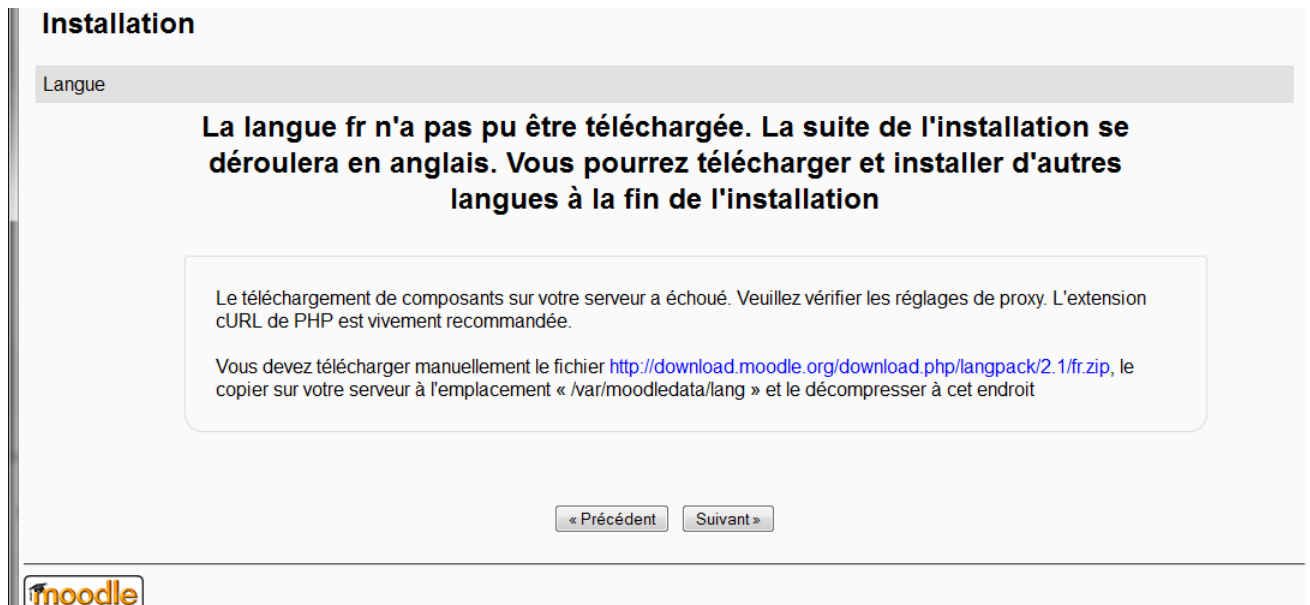 Installation
Langue
La langue fr n'a pas pu être téléchargée. La suite de l'installation se
déroulera en anglais. Vous pourrez télécharger et installer d'autres
langues à la fin de l'installation
Le téléchargement de composants sur votre serveur a échoué. Veuillez vérifier les réglages de proxy. L'extension
cURL de PHP est vivement recommandée.
Vous devez télécharger manuellement le fichier http://download.moodle.org/download.php/langpack/2.1/fr.zip, le
copier sur votre serveur à l'emplacement « /var/moodledata/lang » et le décompresser à cet endroit
« Précédent Suivant »
moodle